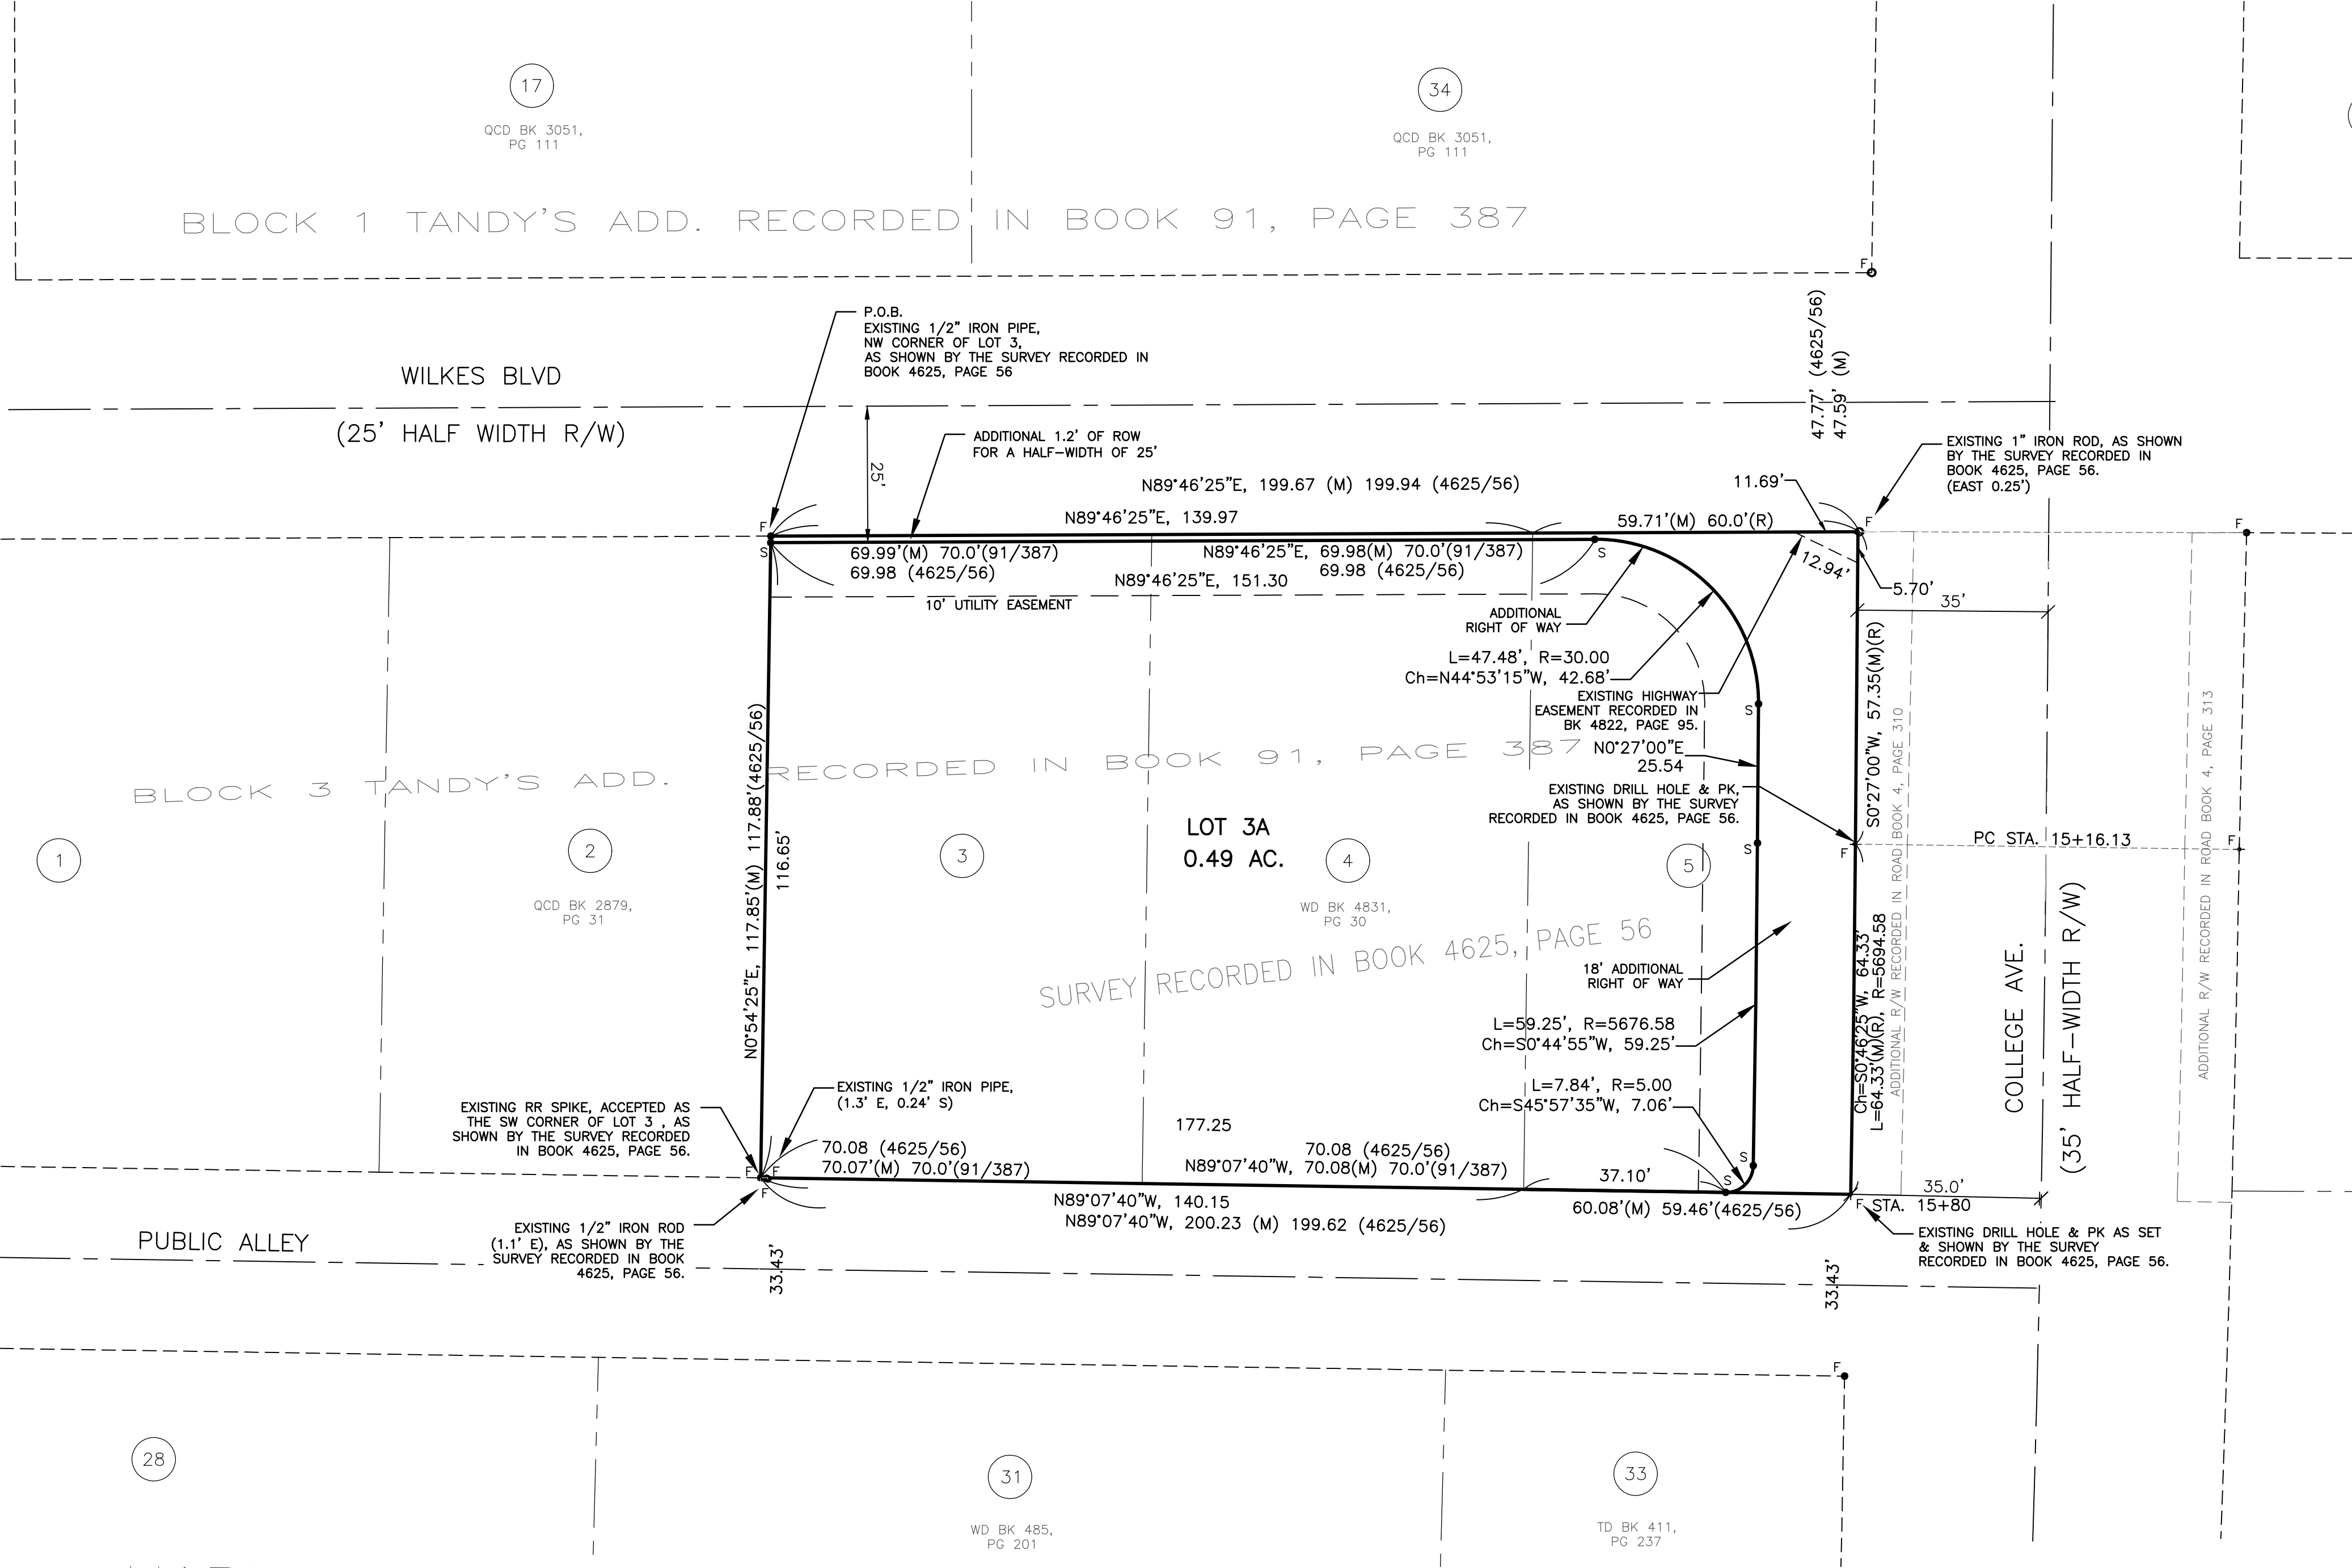 17
QCD BK 3051,
PG 111
34
QCD BK 3051,
PG 111
BLOCK 1 TANDY'S ADD. RECORDED IN BOOK 91, PAGE 387
F
P.O.B.
EXISTING 1/2" IRON PIPE,
NW CORNER OF LOT 3,
AS SHOWN BY THE SURVEY RECORDED IN
BOOK 4625, PAGE 56
47.77' (4625/56)
47.59' (M)
WILKES BLVD
(25' HALF WIDTH R/W)
25'
ADDITIONAL 1.2' OF ROW
FOR A HALF-WIDTH OF 25'
EXISTING 1" IRON ROD, AS SHOWN
BY THE SURVEY RECORDED IN
BOOK 4625, PAGE 56.
(EAST 0.25')
N89°46'25"E, 199.67 (M) 199.94 (4625/56)
11.69'
N89°46'25"E, 139.97
59.71'(M) 60.0'(R)
F
F
F
S
69.99'(M) 70.0'(91/387)
69.98 (4625/56)
N89°46'25"E, 69.98(M) 70.0'(91/387)
69.98 (4625/56)
S
N89°46'25"E, 151.30
12.94'
5.70'
35'
10' UTILITY EASEMENT
ADDITIONAL
RIGHT OF WAY
L=47.48', R=30.00
Ch=N44°53'15"W, 42.68'
EXISTING HIGHWAY
EASEMENT RECORDED IN
BK 4822, PAGE 95.
S
S0°27'00"W, 57.35(M)(R)
N0°27'00"E
25.54
BLOCK 3 TANDY'S ADD. RECORDED IN BOOK 91, PAGE 387
EXISTING DRILL HOLE & PK,
AS SHOWN BY THE SURVEY
RECORDED IN BOOK 4625, PAGE 56.
S
F
PC STA. 15+16.13
F
ADDITIONAL R/W RECORDED IN ROAD BOOK 4, PAGE 310
ADDITIONAL R/W RECORDED IN ROAD BOOK 4, PAGE 313
LOT 3A
0.49 AC.
1
2
QCD BK 2879,
PG 31
N0°54'25"E, 117.85'(M) 117.88'(4625/56)
116.65'
3
4
WD BK 4831,
PG 30
5
SURVEY RECORDED IN BOOK 4625, PAGE 56
18' ADDITIONAL
RIGHT OF WAY
Ch=S0°46'25"W, 64.33'
L=64.33'(M)(R), R=5694.58
COLLEGE AVE.
(35' HALF-WIDTH R/W)
L=59.25', R=5676.58
Ch=S0°44'55"W, 59.25'
L=7.84', R=5.00
Ch=S45°57'35"W, 7.06'
EXISTING 1/2" IRON PIPE,
(1.3' E, 0.24' S)
EXISTING RR SPIKE, ACCEPTED AS
THE SW CORNER OF LOT 3 , AS
SHOWN BY THE SURVEY RECORDED
IN BOOK 4625, PAGE 56.
177.25
70.08 (4625/56)
70.07'(M) 70.0'(91/387)
70.08 (4625/56)
N89°07'40"W, 70.08(M) 70.0'(91/387)
37.10'
S
S
F
F
F
N89°07'40"W, 140.15
N89°07'40"W, 200.23 (M) 199.62 (4625/56)
60.08'(M) 59.46'(4625/56)
35.0'
F
STA. 15+80
EXISTING 1/2" IRON ROD
(1.1' E), AS SHOWN BY THE
SURVEY RECORDED IN BOOK
4625, PAGE 56.
EXISTING DRILL HOLE & PK AS SET
& SHOWN BY THE SURVEY
RECORDED IN BOOK 4625, PAGE 56.
PUBLIC ALLEY
33.43'
33.43'
F
28
31
WD BK 485,
PG 201
33
TD BK 411,
PG 237